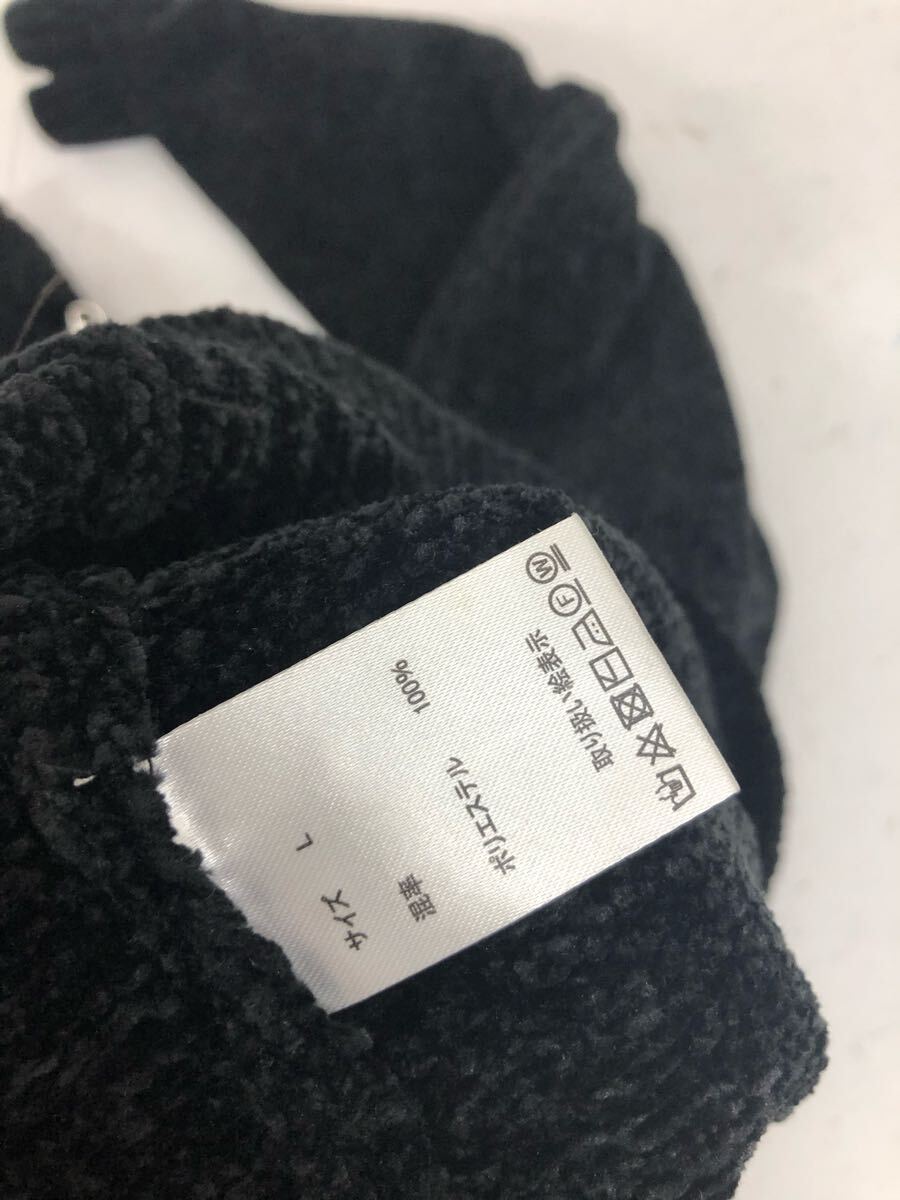 サイズ L
混率
ポリエステル 100%
取り扱い絵表示
F W